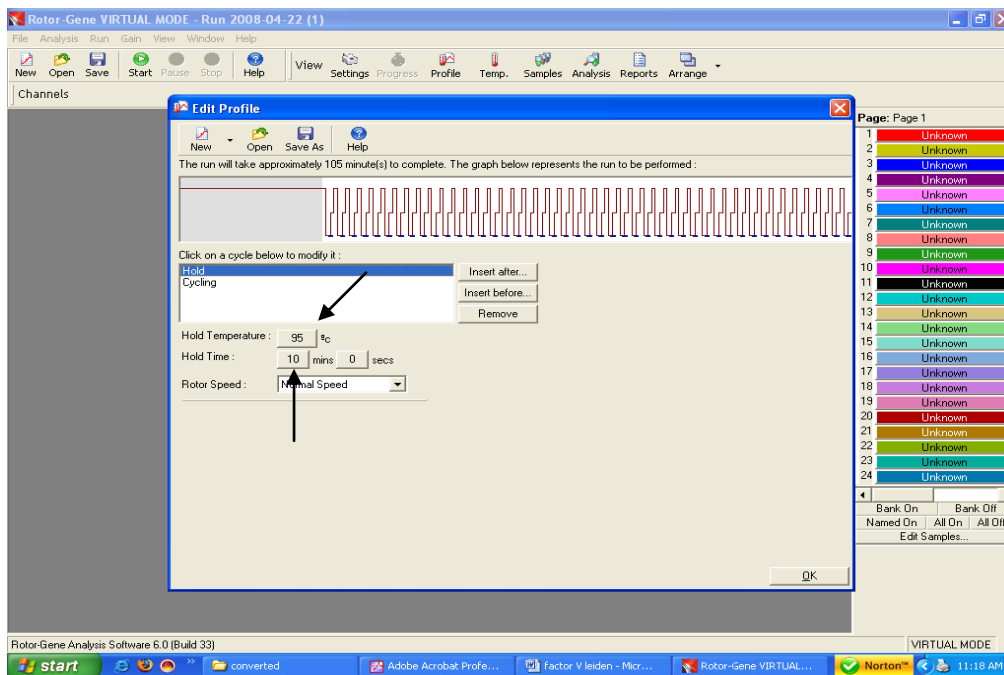 Rotor-Gene VIRTUAL MODE - Run 2008-04-22 (1)
File Analysis Run Gain View Window Help
New Open Save Start Pause Stop Help View Settings Progress Profile Temp. Samples Analysis Reports Arrange
Channels
Edit Profile
New Open Save As Help
The run will take approximately 105 minute(s) to complete. The graph below represents the run to be performed :
Click on a cycle below to modify it :
Hold
Cycling
Insert after...
Insert before...
Remove
Hold Temperature : 95 ºC
Hold Time : 10 mins 0 secs
Rotor Speed : Normal Speed
OK
Page: Page 1
1 Unknown
2 Unknown
3 Unknown
4 Unknown
5 Unknown
6 Unknown
7 Unknown
8 Unknown
9 Unknown
10 Unknown
11 Unknown
12 Unknown
13 Unknown
14 Unknown
15 Unknown
16 Unknown
17 Unknown
18 Unknown
19 Unknown
20 Unknown
21 Unknown
22 Unknown
23 Unknown
24 Unknown
Bank On Bank Off
Named On All On All Off
Edit Samples...
Rotor-Gene Analysis Software 6.0 (Build 33) VIRTUAL MODE
start converted Adobe Acrobat Profe... factor V leiden - Micr... Rotor-Gene VIRTUAL... Norton™ 11:18 AM